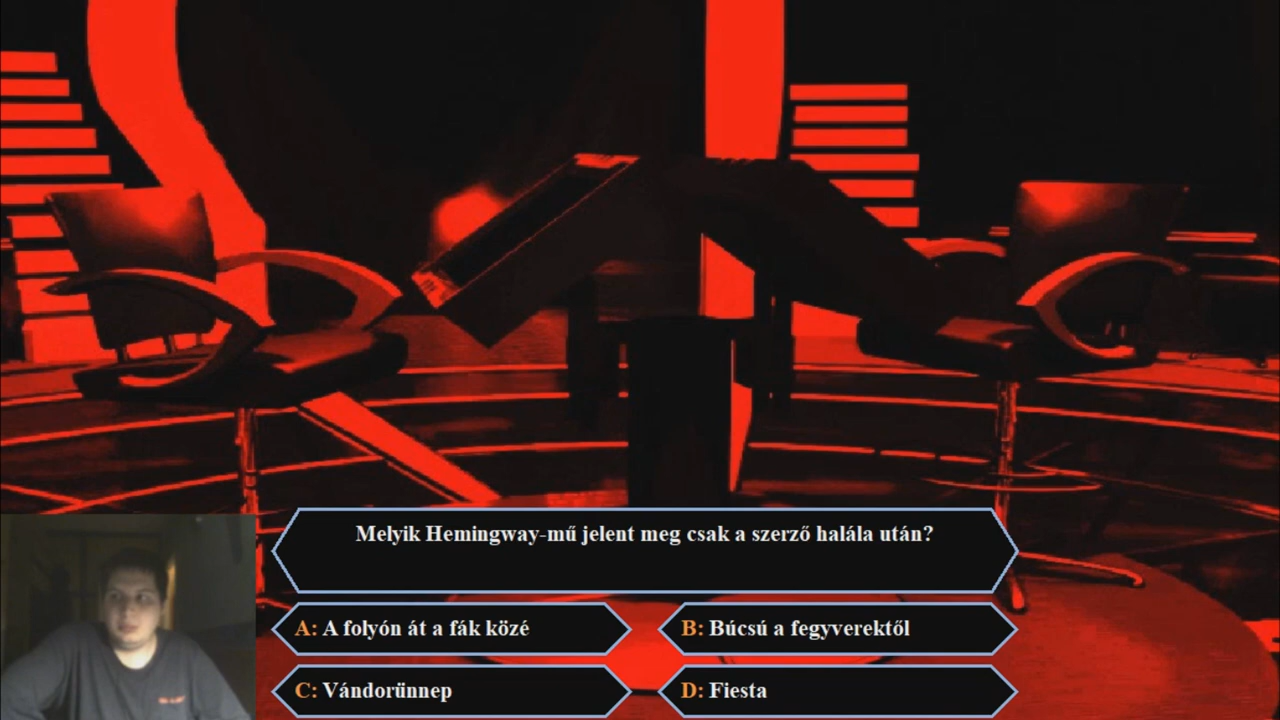 Melyik Hemingway-mű jelent meg csak a szerző halála után?
A: A folyón át a fák közé
B: Búcsú a fegyverektől
C: Vándorünnep
D: Fiesta